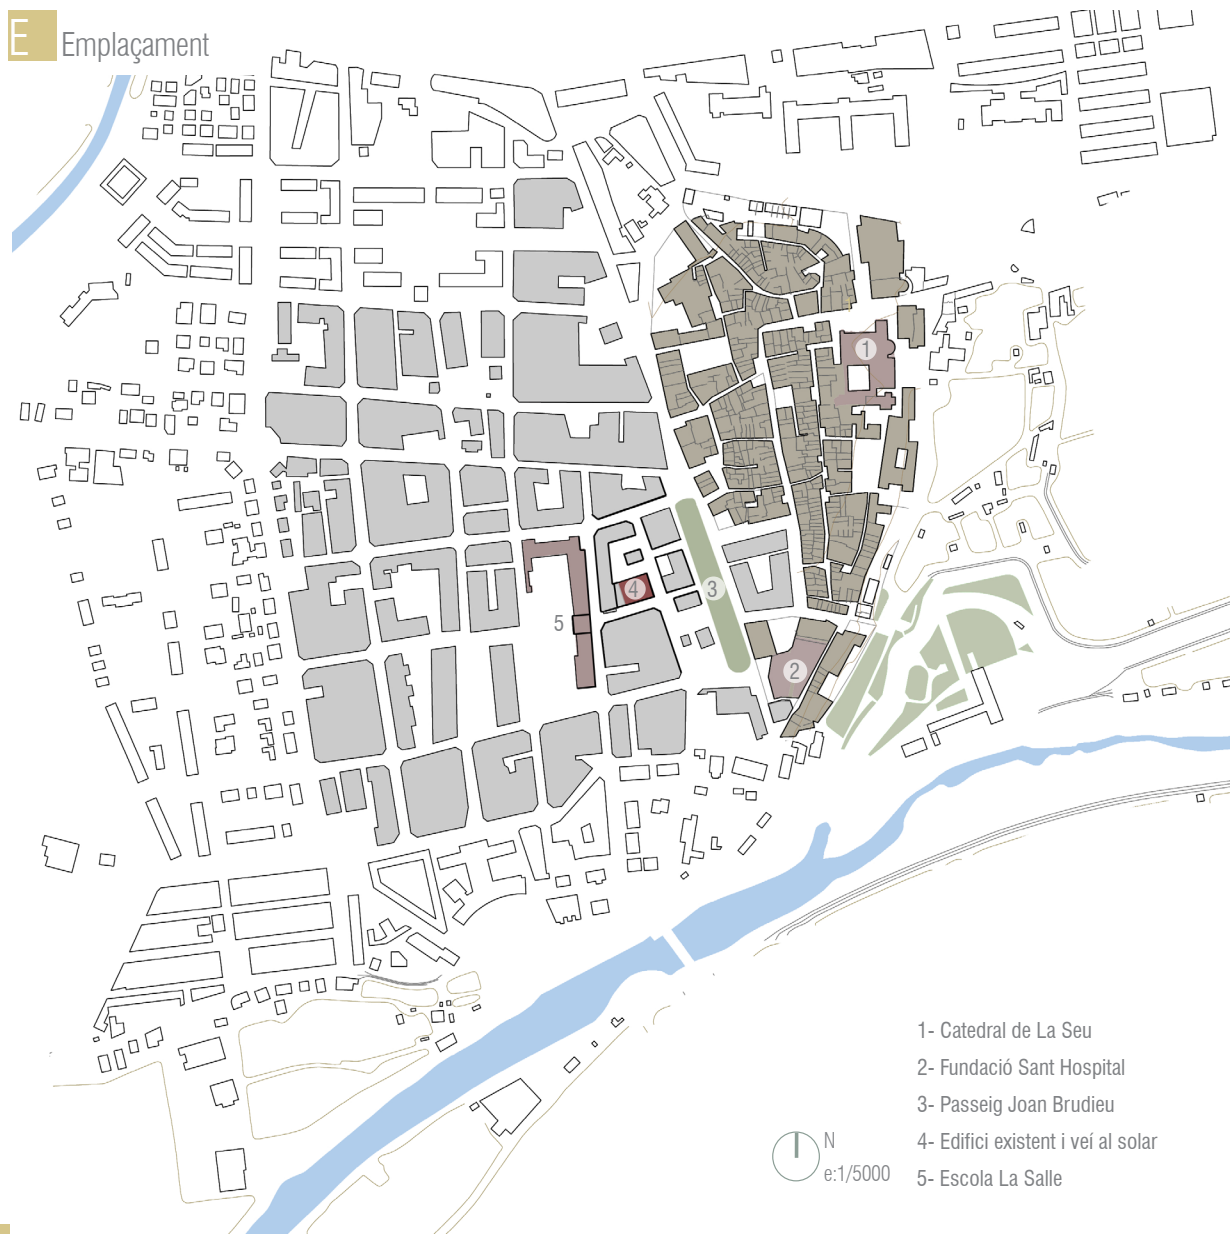 E Emplaçament
1
4
3
5
2
1- Catedral de La Seu
2- Fundació Sant Hospital
3- Passeig Joan Brudieu
N
4- Edifici existent i veí al solar
e:1/5000
5- Escola La Salle